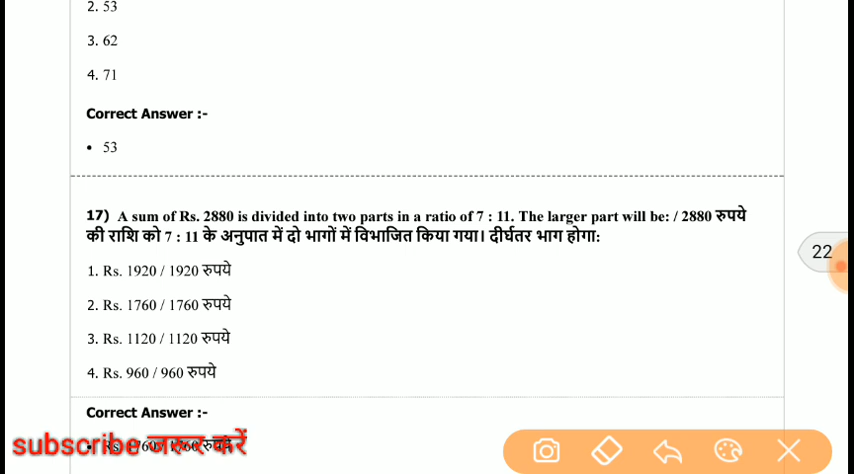 2. 53
3. 62
4. 71
Correct Answer :-
• 53
17) A sum of Rs. 2880 is divided into two parts in a ratio of 7 : 11. The larger part will be: / 2880 रुपये
की राशि को 7 : 11 के अनुपात में दो भागों में विभाजित किया गया। दीर्घतर भाग होगा:
22
1. Rs. 1920 / 1920 रुपये
2. Rs. 1760 / 1760 रुपये
3. Rs. 1120 / 1120 रुपये
4. Rs. 960 / 960 रुपये
Correct Answer :-
subscribe जरूर करें